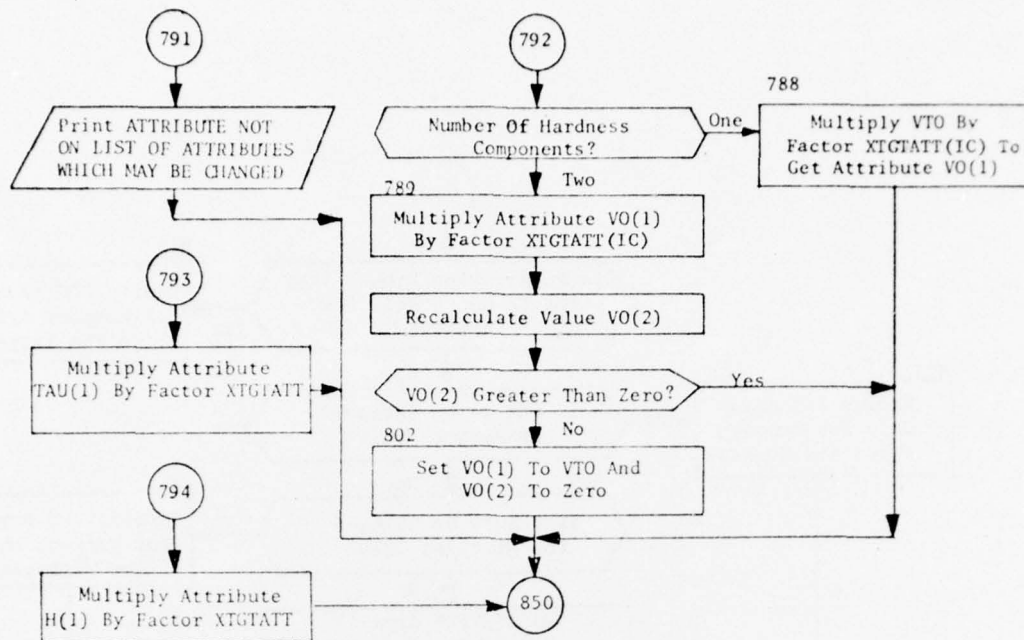 791
Print ATTRIBUTE NOT
ON LIST OF ATTRIBUTES
WHICH MAY BE CHANGED
793
Multiply Attribute
TAU(1) By Factor XTGTATT
794
Multiply Attribute
H(1) By Factor XTGTATT
792
Number Of Hardness
Components?
One
788
Multiply VTO By
Factor XTGTATT(IC) To
Get Attribute VO(1)
Two
789
Multiply Attribute VO(1)
By Factor XTGTATT(IC)
Recalculate Value VO(2)
VO(2) Greater Than Zero?
Yes
No
802
Set VO(1) To VTO And
VO(2) To Zero
850